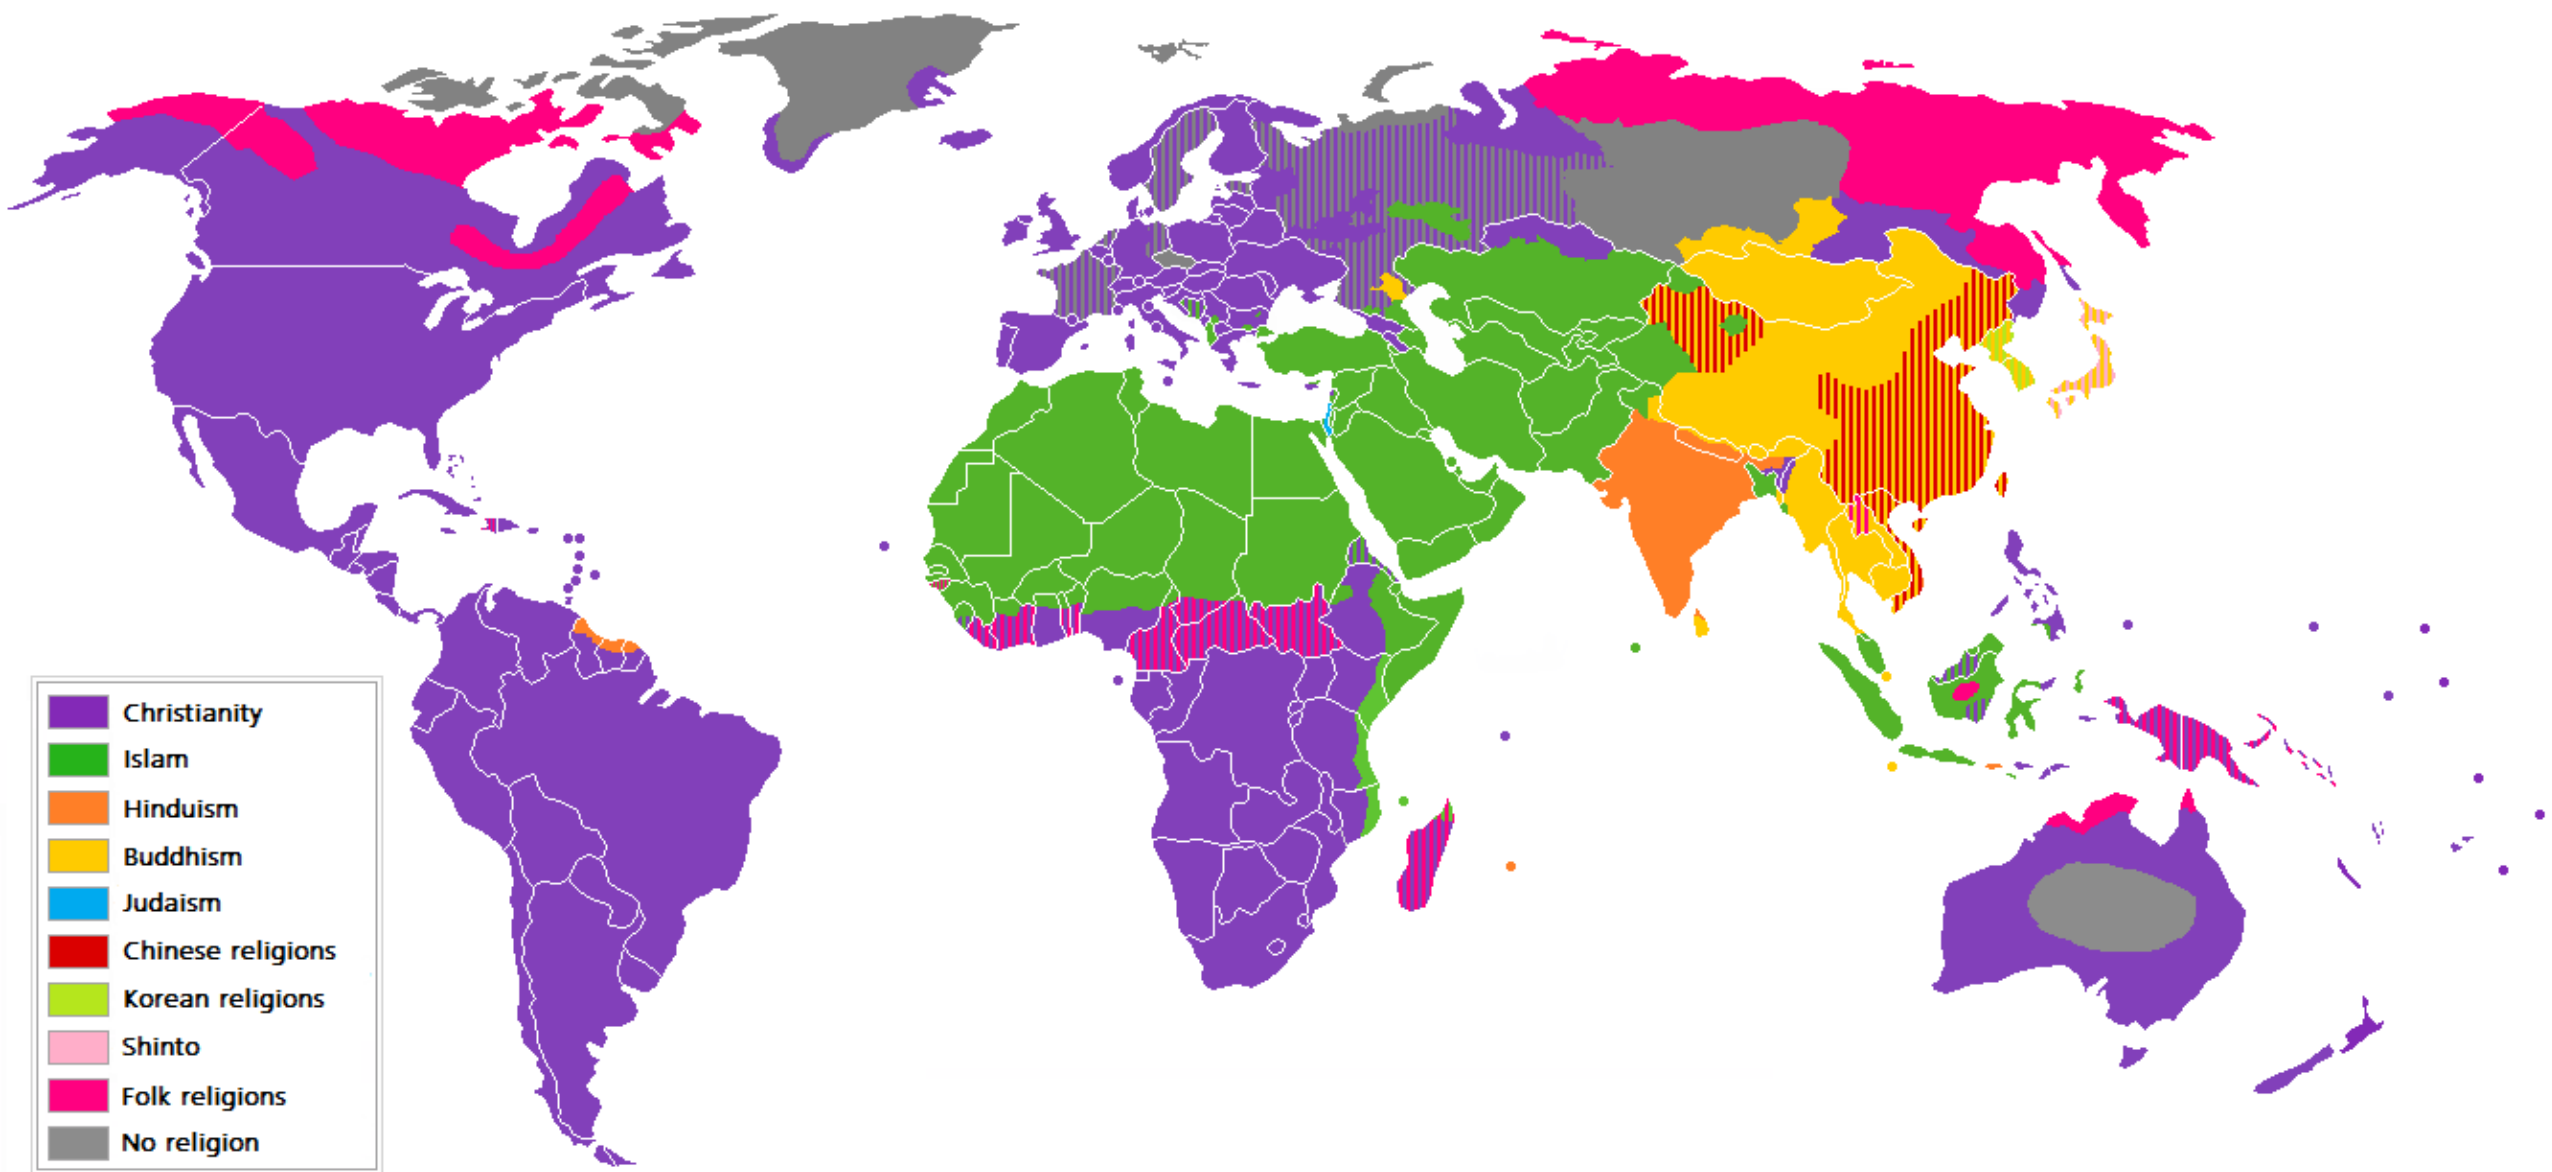 Christianity
Islam
Hinduism
Buddhism
Judaism
Chinese religions
Korean religions
Shinto
Folk religions
No religion